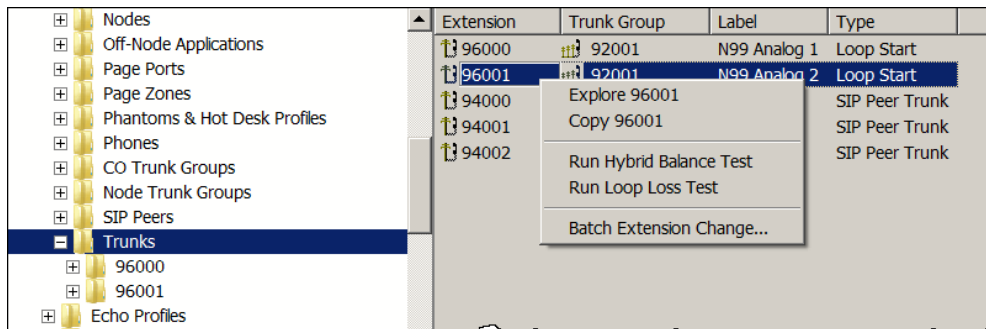 Nodes
Off-Node Applications
Page Ports
Page Zones
Phantoms & Hot Desk Profiles
Phones
CO Trunk Groups
Node Trunk Groups
SIP Peers
Trunks
96000
96001
Echo Profiles
Extension Trunk Group Label Type
96000 92001 N99 Analog 1 Loop Start
96001 92001 N99 Analog 2 Loop Start
94000 SIP Peer Trunk
94001 SIP Peer Trunk
94002 SIP Peer Trunk
Explore 96001
Copy 96001
Run Hybrid Balance Test
Run Loop Loss Test
Batch Extension Change...